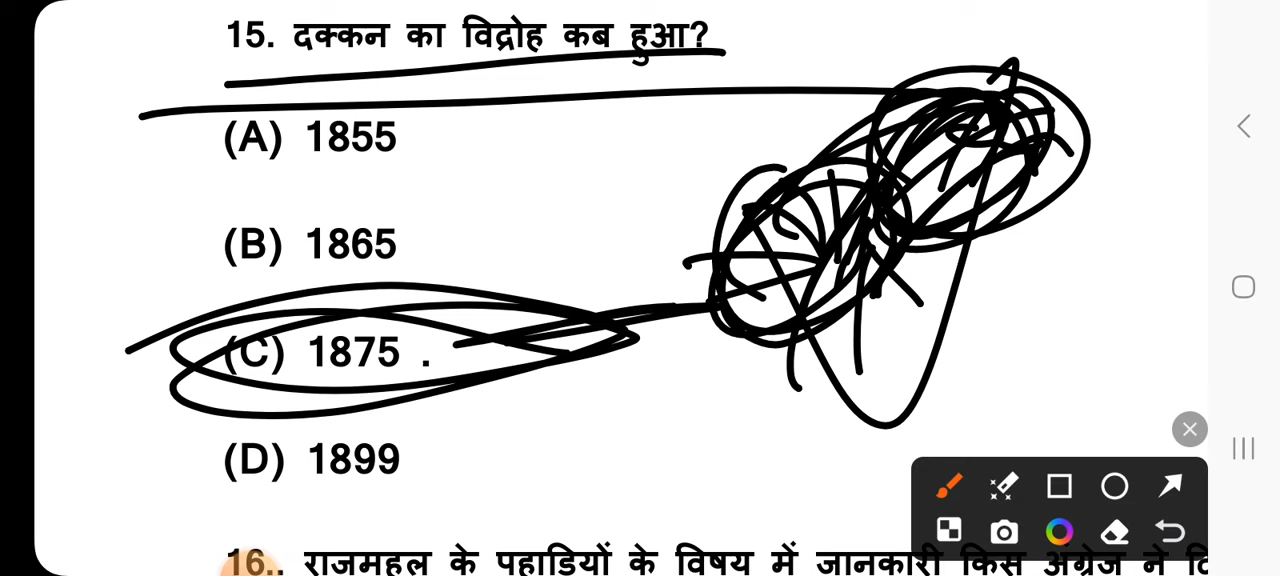 15. दक्कन का विद्रोह कब हुआ?
(A) 1855
(B) 1865
(C) 1875 .
(D) 1899
16.. राजमहल के पहाडियों के विषय में जानकारी किस अंग्रेज ने